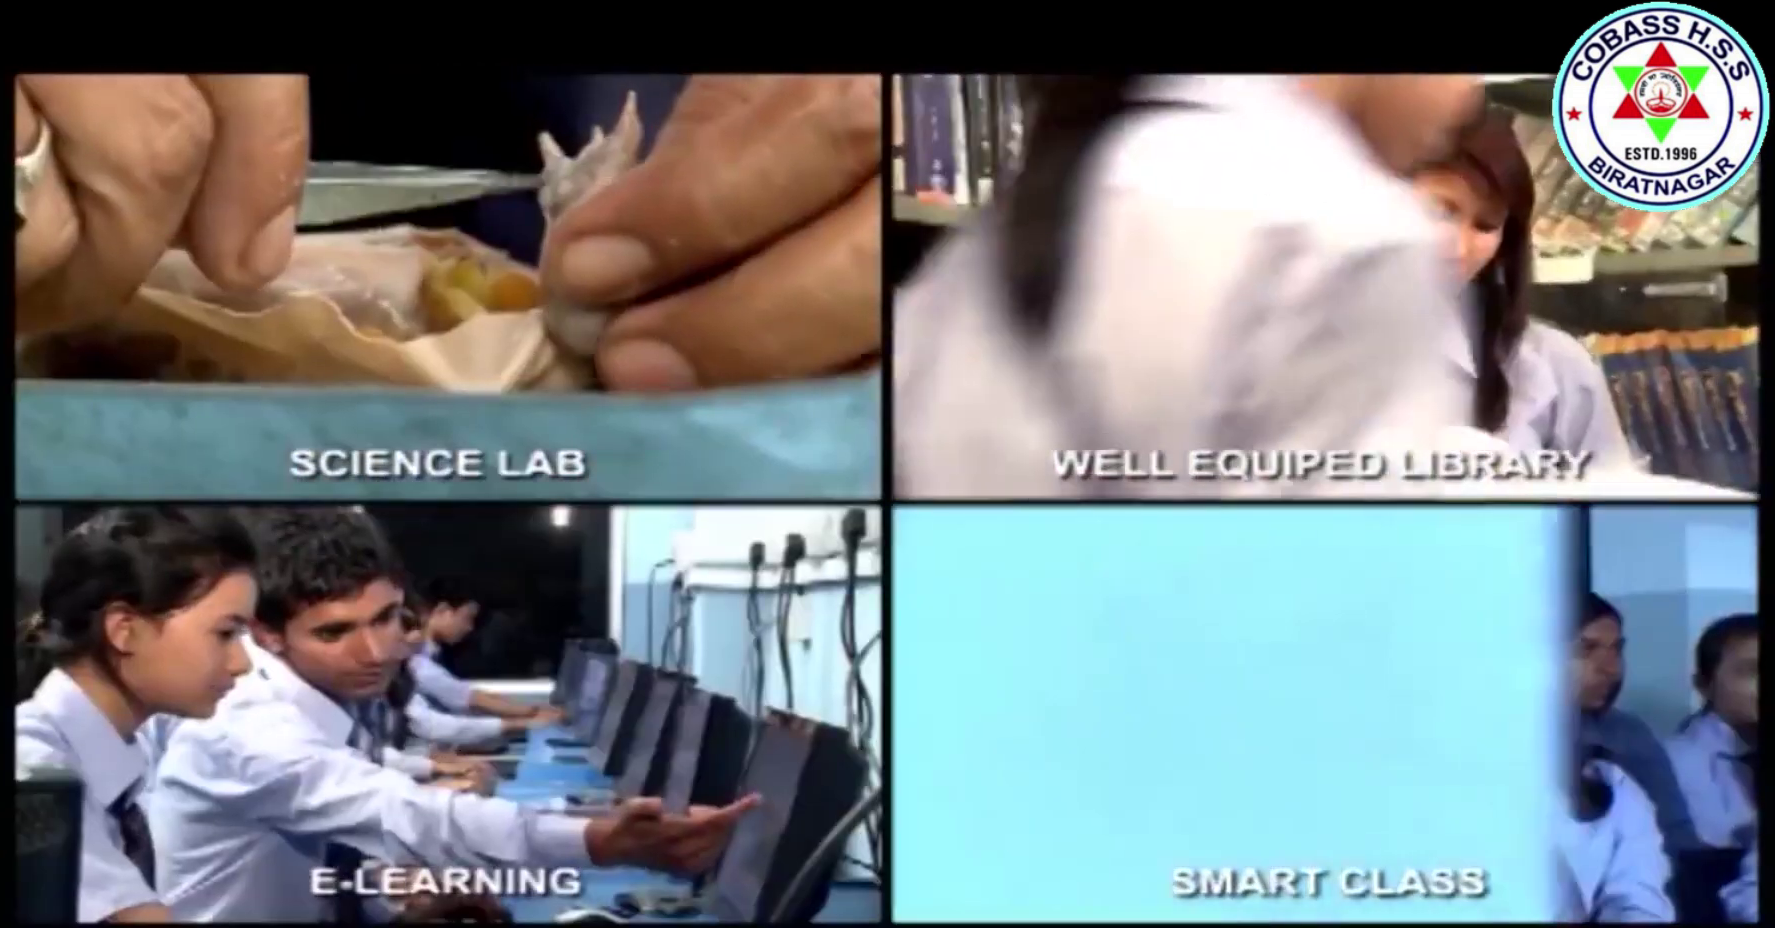 COBASS H.S.S
ESTD.1996
BIRATNAGAR
SCIENCE LAB
WELL EQUIPED LIBRARY
E-LEARNING
SMART CLASS